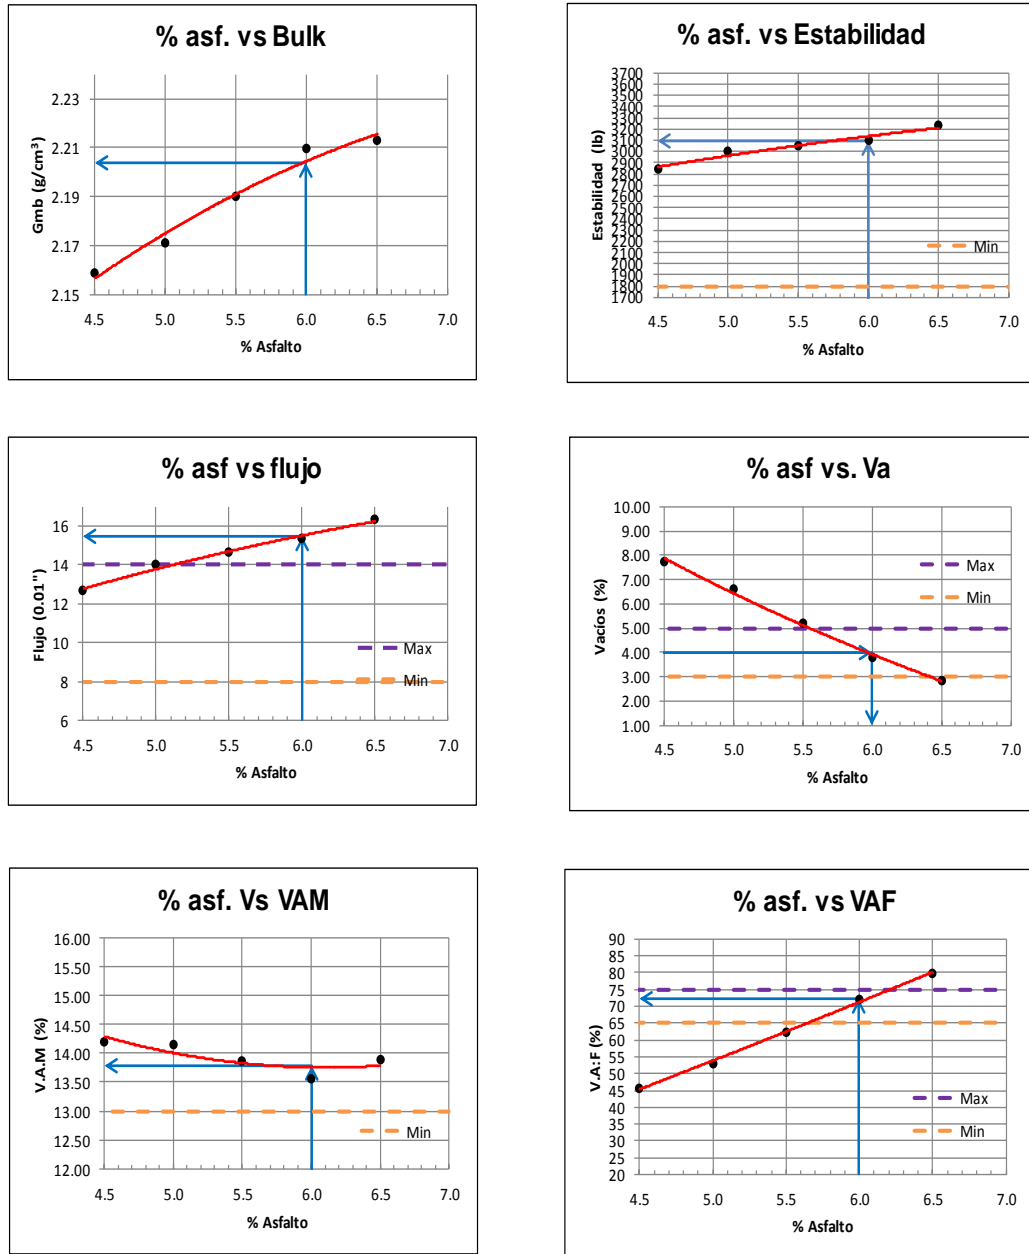 % asf. vs Bulk
Gmb (g/cm³)
2.23
2.21
2.19
2.17
2.15
4.5 5.0 5.5 6.0 6.5 7.0
% Asfalto
% asf. vs Estabilidad
Estabilidad (lb)
3700
3600
3500
3400
3300
3200
3100
3000
2900
2800
2700
2600
2500
2400
2300
2200
2100
2000
1900
1800
1700
Min
4.5 5.0 5.5 6.0 6.5 7.0
% Asfalto
% asf vs flujo
Flujo (0.01")
16
14
12
10
8
6
Max
Min
4.5 5.0 5.5 6.0 6.5 7.0
% Asfalto
% asf vs. Va
Vacíos (%)
10.00
9.00
8.00
7.00
6.00
5.00
4.00
3.00
2.00
1.00
Max
Min
4.5 5.0 5.5 6.0 6.5 7.0
% Asfalto
% asf. Vs VAM
V.A.M (%)
16.00
15.50
15.00
14.50
14.00
13.50
13.00
12.50
12.00
Min
4.5 5.0 5.5 6.0 6.5 7.0
% Asfalto
% asf. vs VAF
V.A:F (%)
90
85
80
75
70
65
60
55
50
45
40
35
30
25
20
Max
Min
4.5 5.0 5.5 6.0 6.5 7.0
% Asfalto